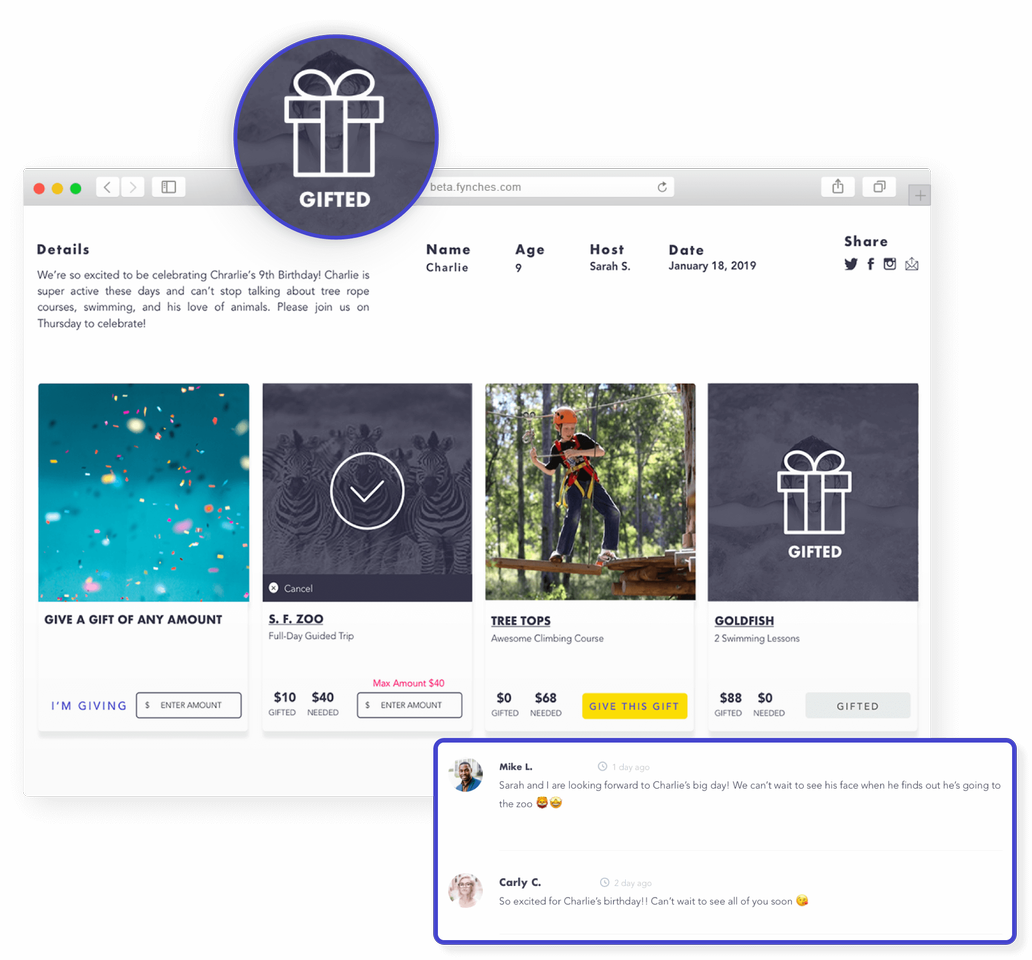 GIFTED
beta.fynches.com
Details
We're so excited to be celebrating Chrarlie's 9th Birthday! Charlie is
super active these days and can't stop talking about tree rope
courses, swimming, and his love of animals. Please join us on
Thursday to celebrate!
Name
Charlie
Age
9
Host
Sarah S.
Date
January 18, 2019
Share
GIVE A GIFT OF ANY AMOUNT
I'M GIVING
$ ENTER AMOUNT
Cancel
S. F. ZOO
Full-Day Guided Trip
Max Amount $40
$10 $40
GIFTED NEEDED
$ ENTER AMOUNT
TREE TOPS
Awesome Climbing Course
$0 $68
GIFTED NEEDED
GIVE THIS GIFT
GIFTED
GOLDFISH
2 Swimming Lessons
$88 $0
GIFTED NEEDED
GIFTED
Mike L. 1 day ago
Sarah and I are looking forward to Charlie's big day! We can't wait to see his face when he finds out he's going to
the zoo 🦁🤩
Carly C. 2 day ago
So excited for Charlie's birthday!! Can't wait to see all of you soon 😘